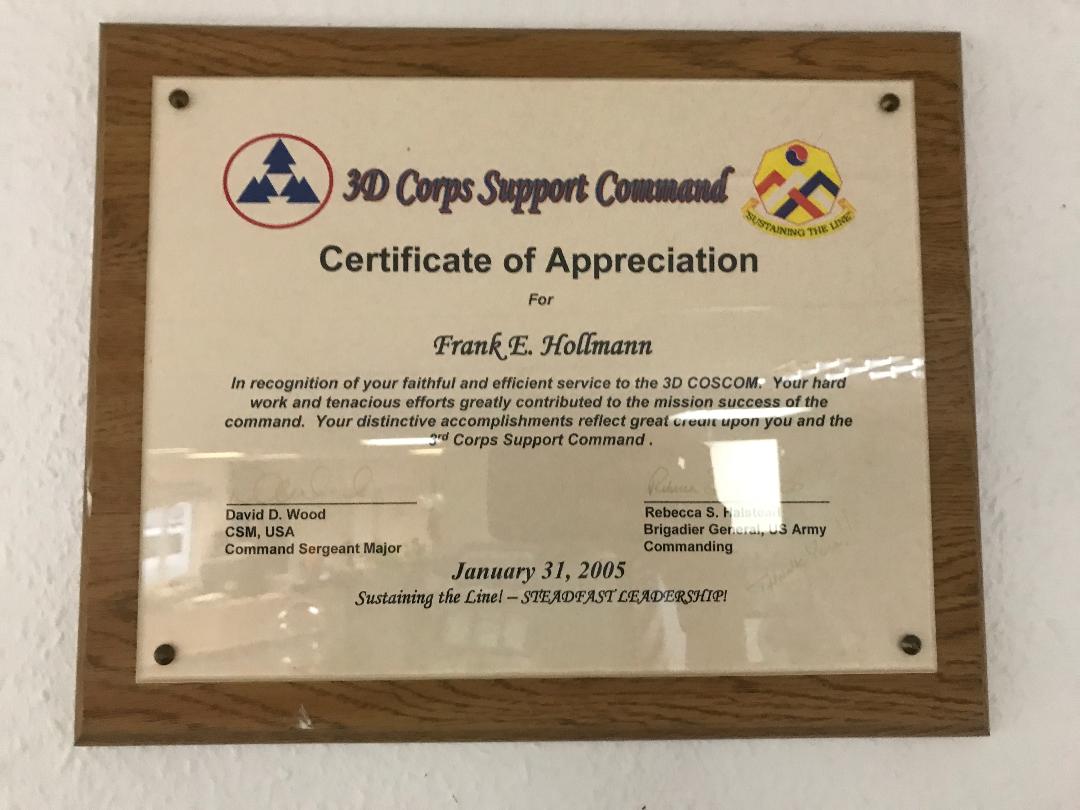 3D Corps Support Command
"SUSTAINING THE LINE"
Certificate of Appreciation
For
Frank E. Hollmann
In recognition of your faithful and efficient service to the 3D COSCOM. Your hard
work and tenacious efforts greatly contributed to the mission success of the
command. Your distinctive accomplishments reflect great credit upon you and the
3rd Corps Support Command .
David D. Wood
CSM, USA
Command Sergeant Major
Rebecca S. Halstead
Brigadier General, US Army
Commanding
January 31, 2005
Sustaining the Line! – STEADFAST LEADERSHIP!